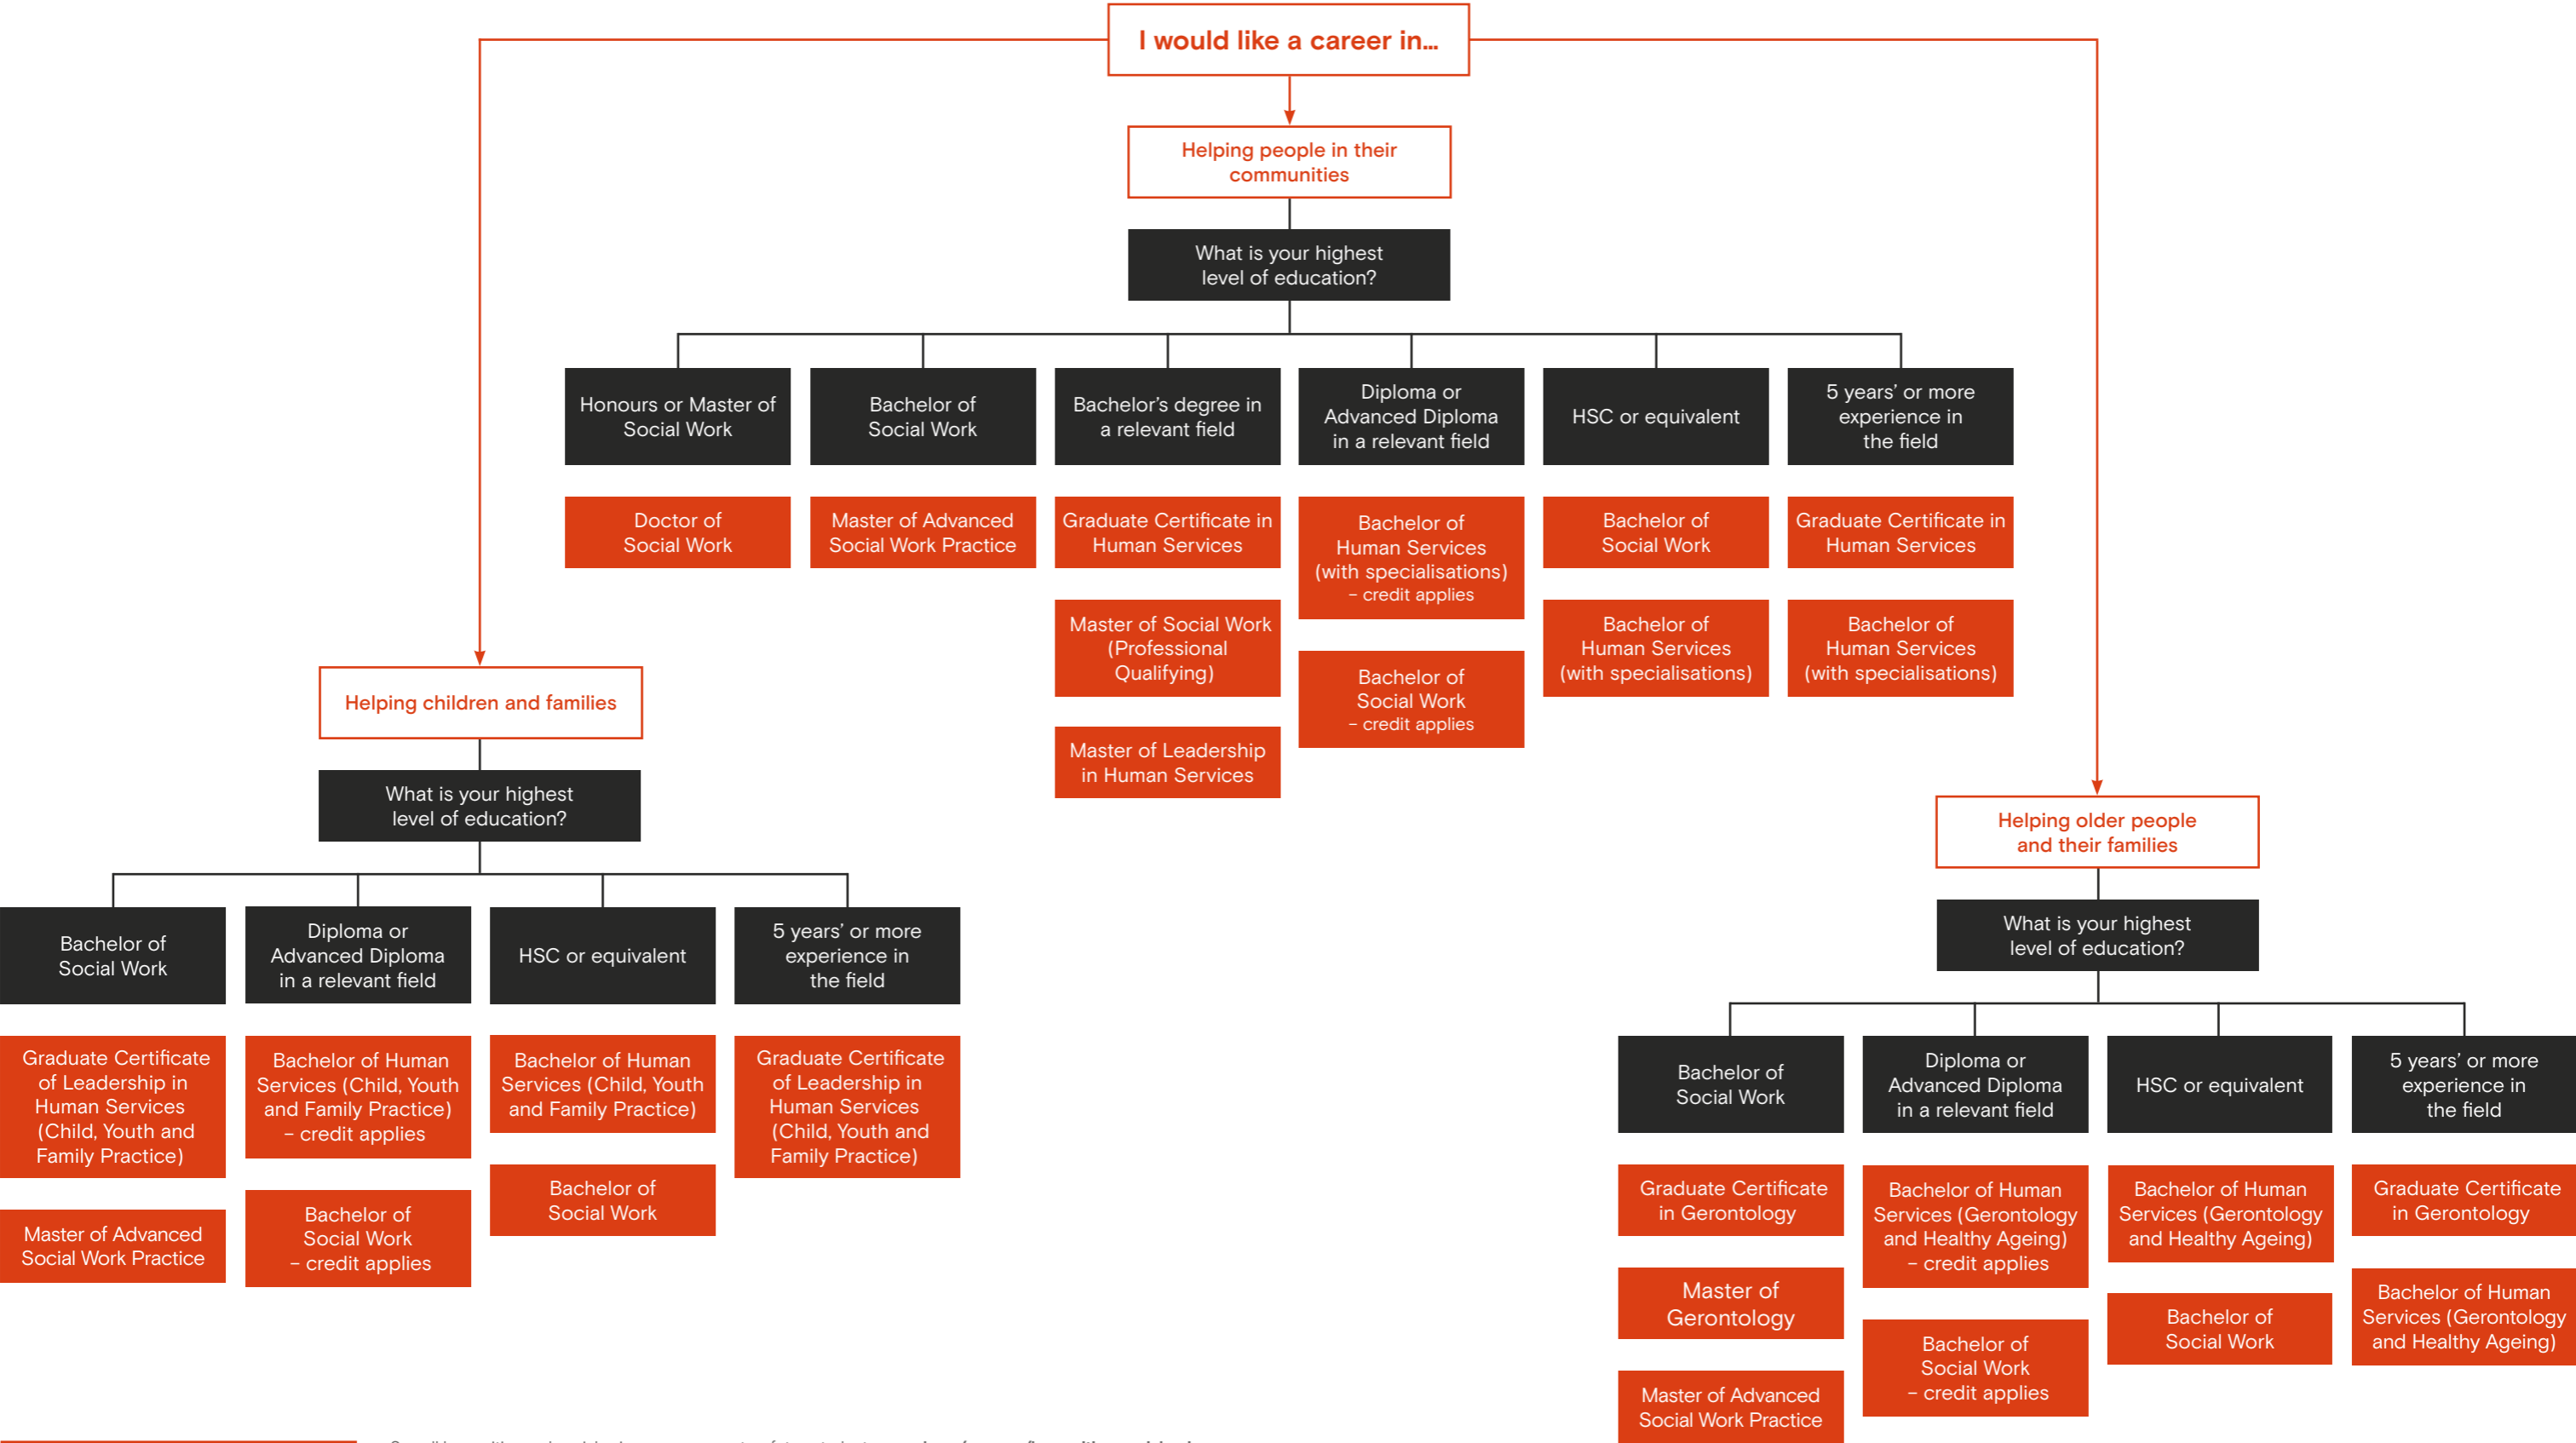 I would like a career in...
Helping people in their
communities
What is your highest
level of education?
Honours or Master of
Social Work
Doctor of
Social Work
Bachelor of
Social Work
Master of Advanced
Social Work Practice
Bachelor's degree in
a relevant field
Graduate Certificate in
Human Services
Master of Social Work
(Professional
Qualifying)
Master of Leadership
in Human Services
Diploma or
Advanced Diploma
in a relevant field
Bachelor of
Human Services
(with specialisations)
– credit applies
Bachelor of
Social Work
– credit applies
HSC or equivalent
Bachelor of
Social Work
Bachelor of
Human Services
(with specialisations)
5 years' or more
experience in
the field
Graduate Certificate in
Human Services
Bachelor of
Human Services
(with specialisations)
Helping children and families
What is your highest
level of education?
Bachelor of
Social Work
Graduate Certificate
of Leadership in
Human Services
(Child, Youth and
Family Practice)
Master of Advanced
Social Work Practice
Diploma or
Advanced Diploma
in a relevant field
Bachelor of Human
Services (Child, Youth
and Family Practice)
– credit applies
Bachelor of
Social Work
– credit applies
HSC or equivalent
Bachelor of Human
Services (Child, Youth
and Family Practice)
Bachelor of
Social Work
5 years' or more
experience in
the field
Graduate Certificate
of Leadership in
Human Services
(Child, Youth and
Family Practice)
Helping older people
and their families
What is your highest
level of education?
Bachelor of
Social Work
Graduate Certificate
in Gerontology
Master of
Gerontology
Master of Advanced
Social Work Practice
Diploma or
Advanced Diploma
in a relevant field
Bachelor of Human
Services (Gerontology
and Healthy Ageing)
– credit applies
Bachelor of
Social Work
– credit applies
HSC or equivalent
Bachelor of Human
Services (Gerontology
and Healthy Ageing)
Bachelor of
Social Work
5 years' or more
experience in
the field
Graduate Certificate
in Gerontology
Bachelor of Human
Services (Gerontology
and Healthy Ageing)